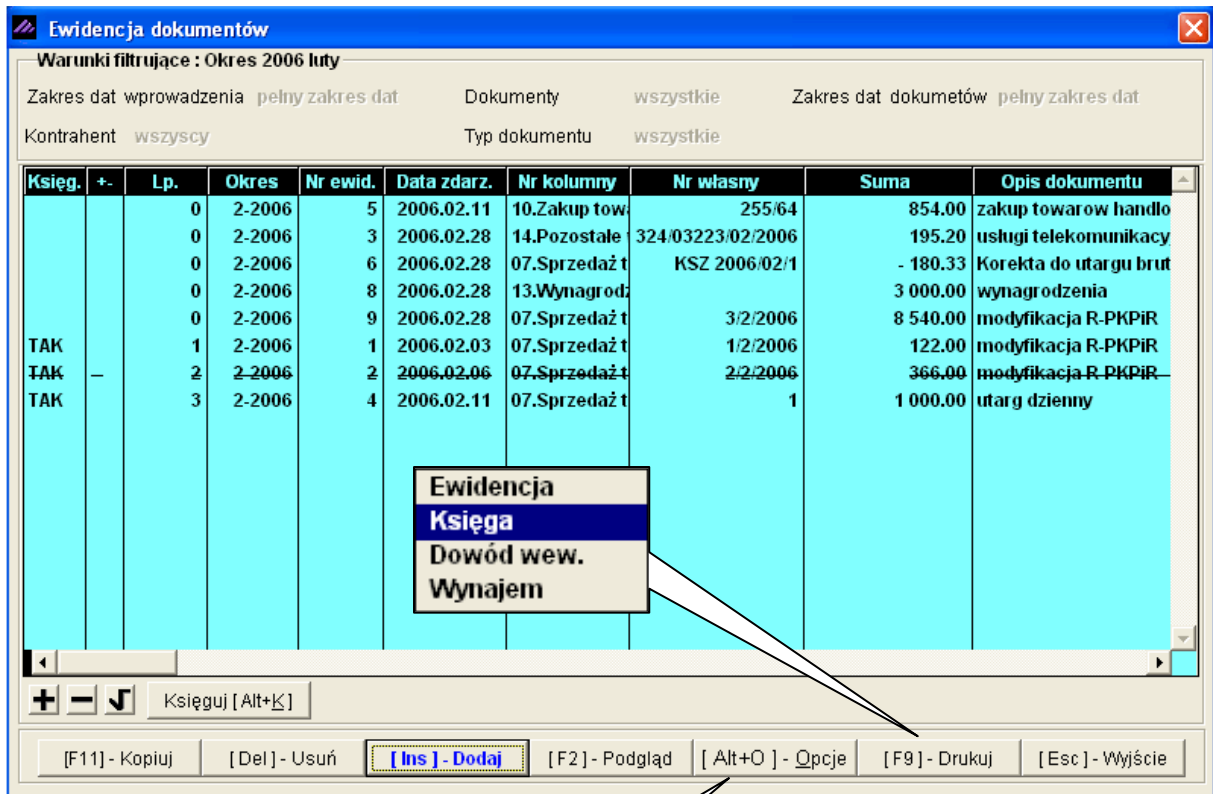 Ewidencja dokumentów
Warunki filtrujące : Okres 2006 luty
Zakres dat wprowadzenia pełny zakres dat Dokumenty wszystkie Zakres dat dokumetów pełny zakres dat
Kontrahent wszyscy Typ dokumentu wszystkie
Księg. +- Lp. Okres Nr ewid. Data zdarz. Nr kolumny Nr własny Suma Opis dokumentu
0 2-2006 5 2006.02.11 10.Zakup towa 255/64 854.00 zakup towarow handlo
0 2-2006 3 2006.02.28 14.Pozostałe 324/03223/02/2006 195.20 usługi telekomunikacy
0 2-2006 6 2006.02.28 07.Sprzedaż t KSZ 2006/02/1 - 180.33 Korekta do utargu brut
0 2-2006 8 2006.02.28 13.Wynagrodz 3 000.00 wynagrodzenia
0 2-2006 9 2006.02.28 07.Sprzedaż t 3/2/2006 8 540.00 modyfikacja R-PKPiR
TAK 1 2-2006 1 2006.02.03 07.Sprzedaż t 1/2/2006 122.00 modyfikacja R-PKPiR
TAK – 2 2-2006 2 2006.02.06 07.Sprzedaż t 2/2/2006 366.00 modyfikacja R-PKPiR
TAK 3 2-2006 4 2006.02.11 07.Sprzedaż t 1 1 000.00 utarg dzienny
Ewidencja
Księga
Dowód wew.
Wynajem
Księguj [ Alt+K ]
[F11] - Kopiuj [ Del ] - Usuń [ Ins ] - Dodaj [ F2 ] - Podgląd [ Alt+O ] - Opcje [ F9 ] - Drukuj [ Esc ] - Wyjście